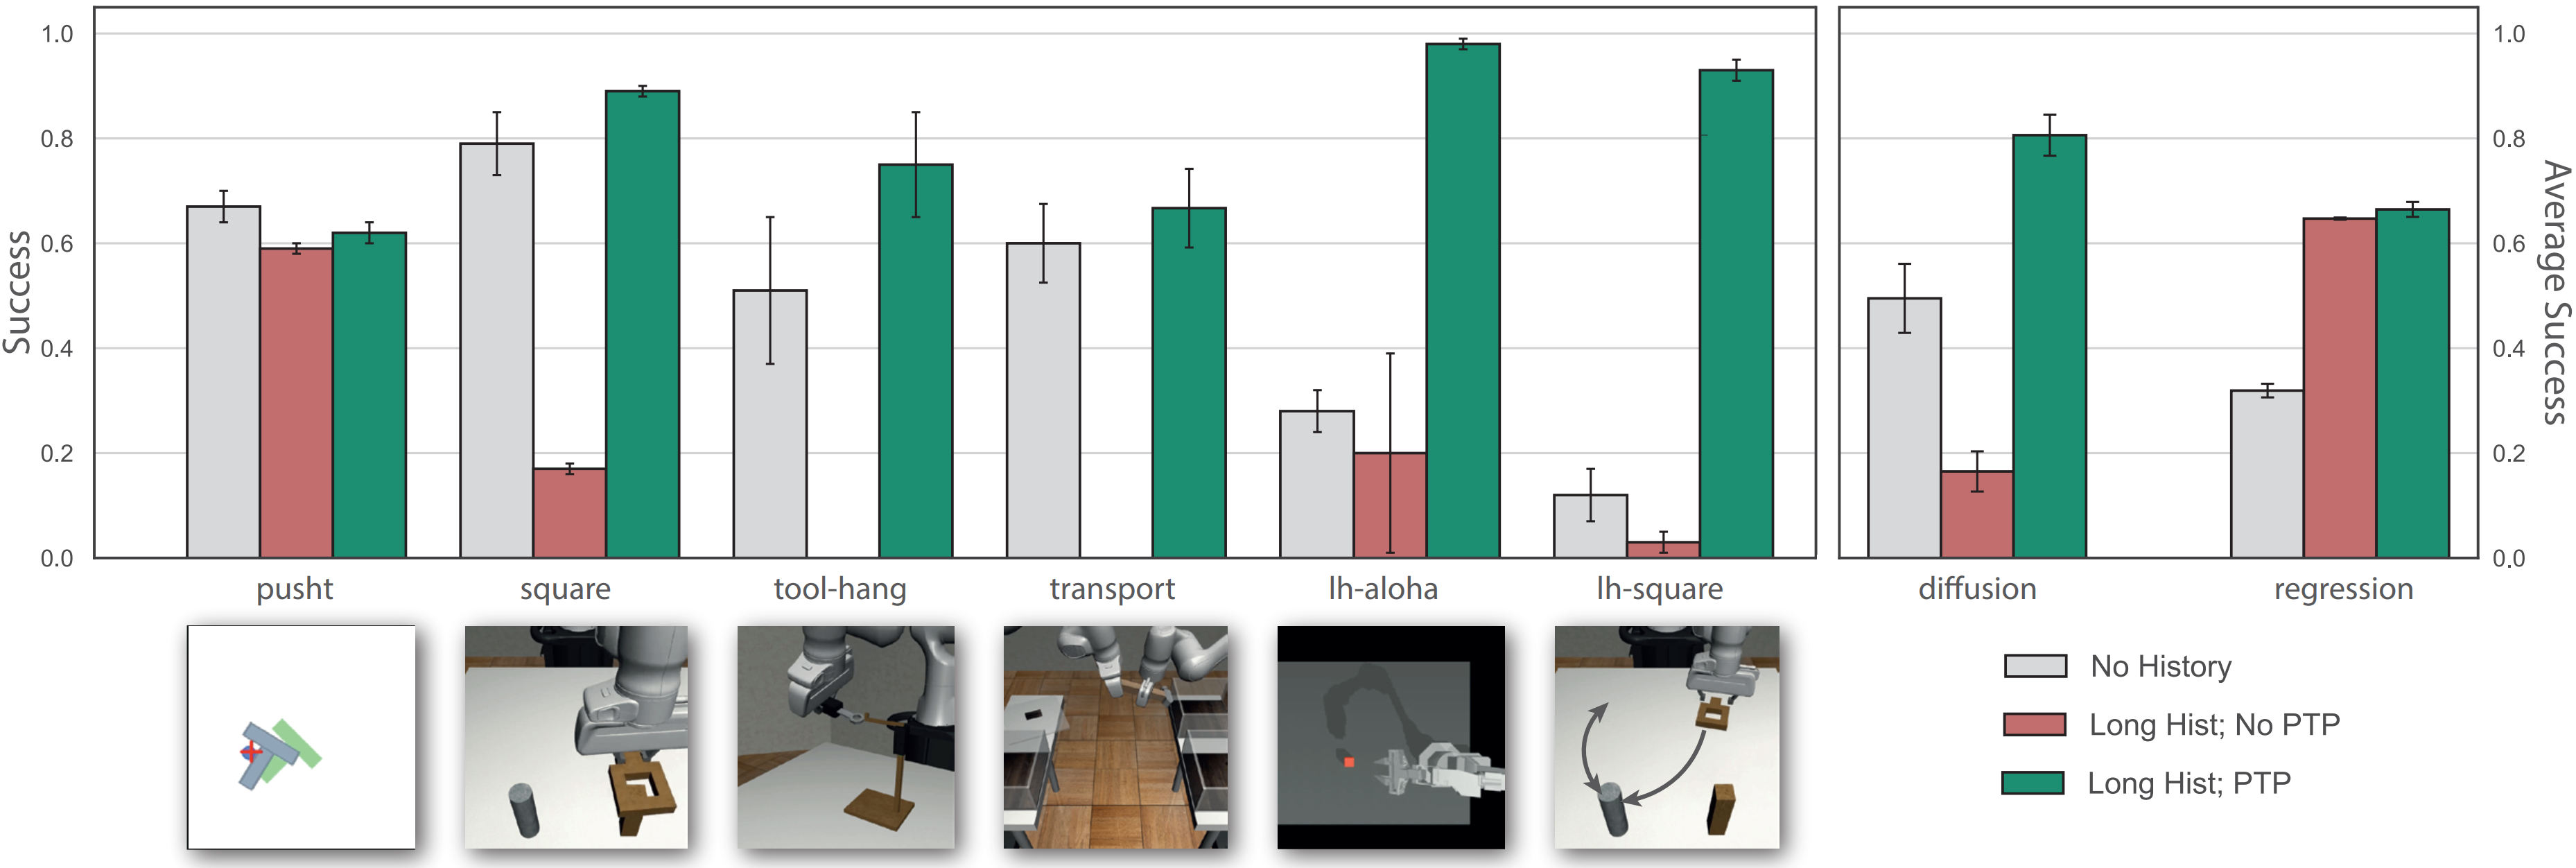 Success
1.0
0.8
0.6
0.4
0.2
0.0
pusht
square
tool-hang
transport
lh-aloha
lh-square
diffusion
regression
1.0
0.8
0.6
0.4
0.2
0.0
Average Success
No History
Long Hist; No PTP
Long Hist; PTP